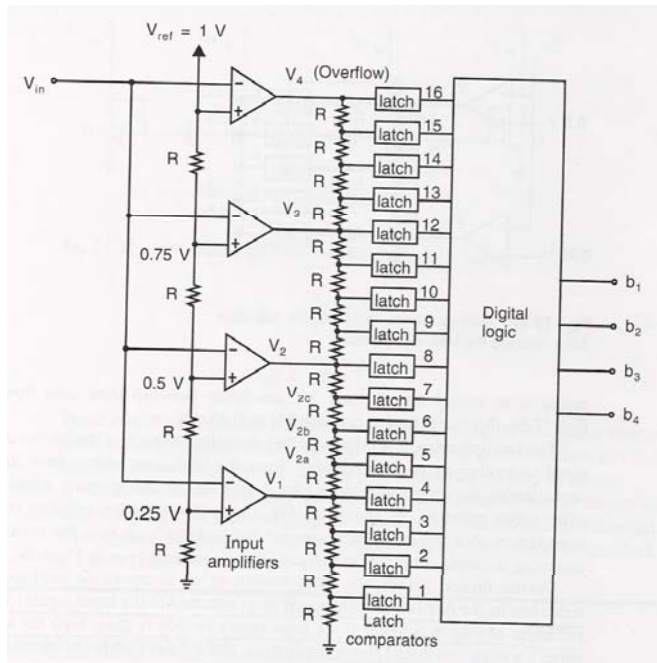 V_ref = 1 V
V_in
V_4 (Overflow)
latch 16
R
latch 15
R
R
latch 14
latch 13
R
V_3
latch 12
R
0.75 V
latch 11
R
latch 10
Digital
logic
b_1
latch 9
R
b_2
V_2
latch 8
R
0.5 V
V_2c
latch 7
b_3
R
V_2b
latch 6
R
b_4
R
V_2a
latch 5
R
V_1
latch 4
0.25 V
R
latch 3
R
Input
amplifiers
latch 2
latch 1
R
Latch
comparators